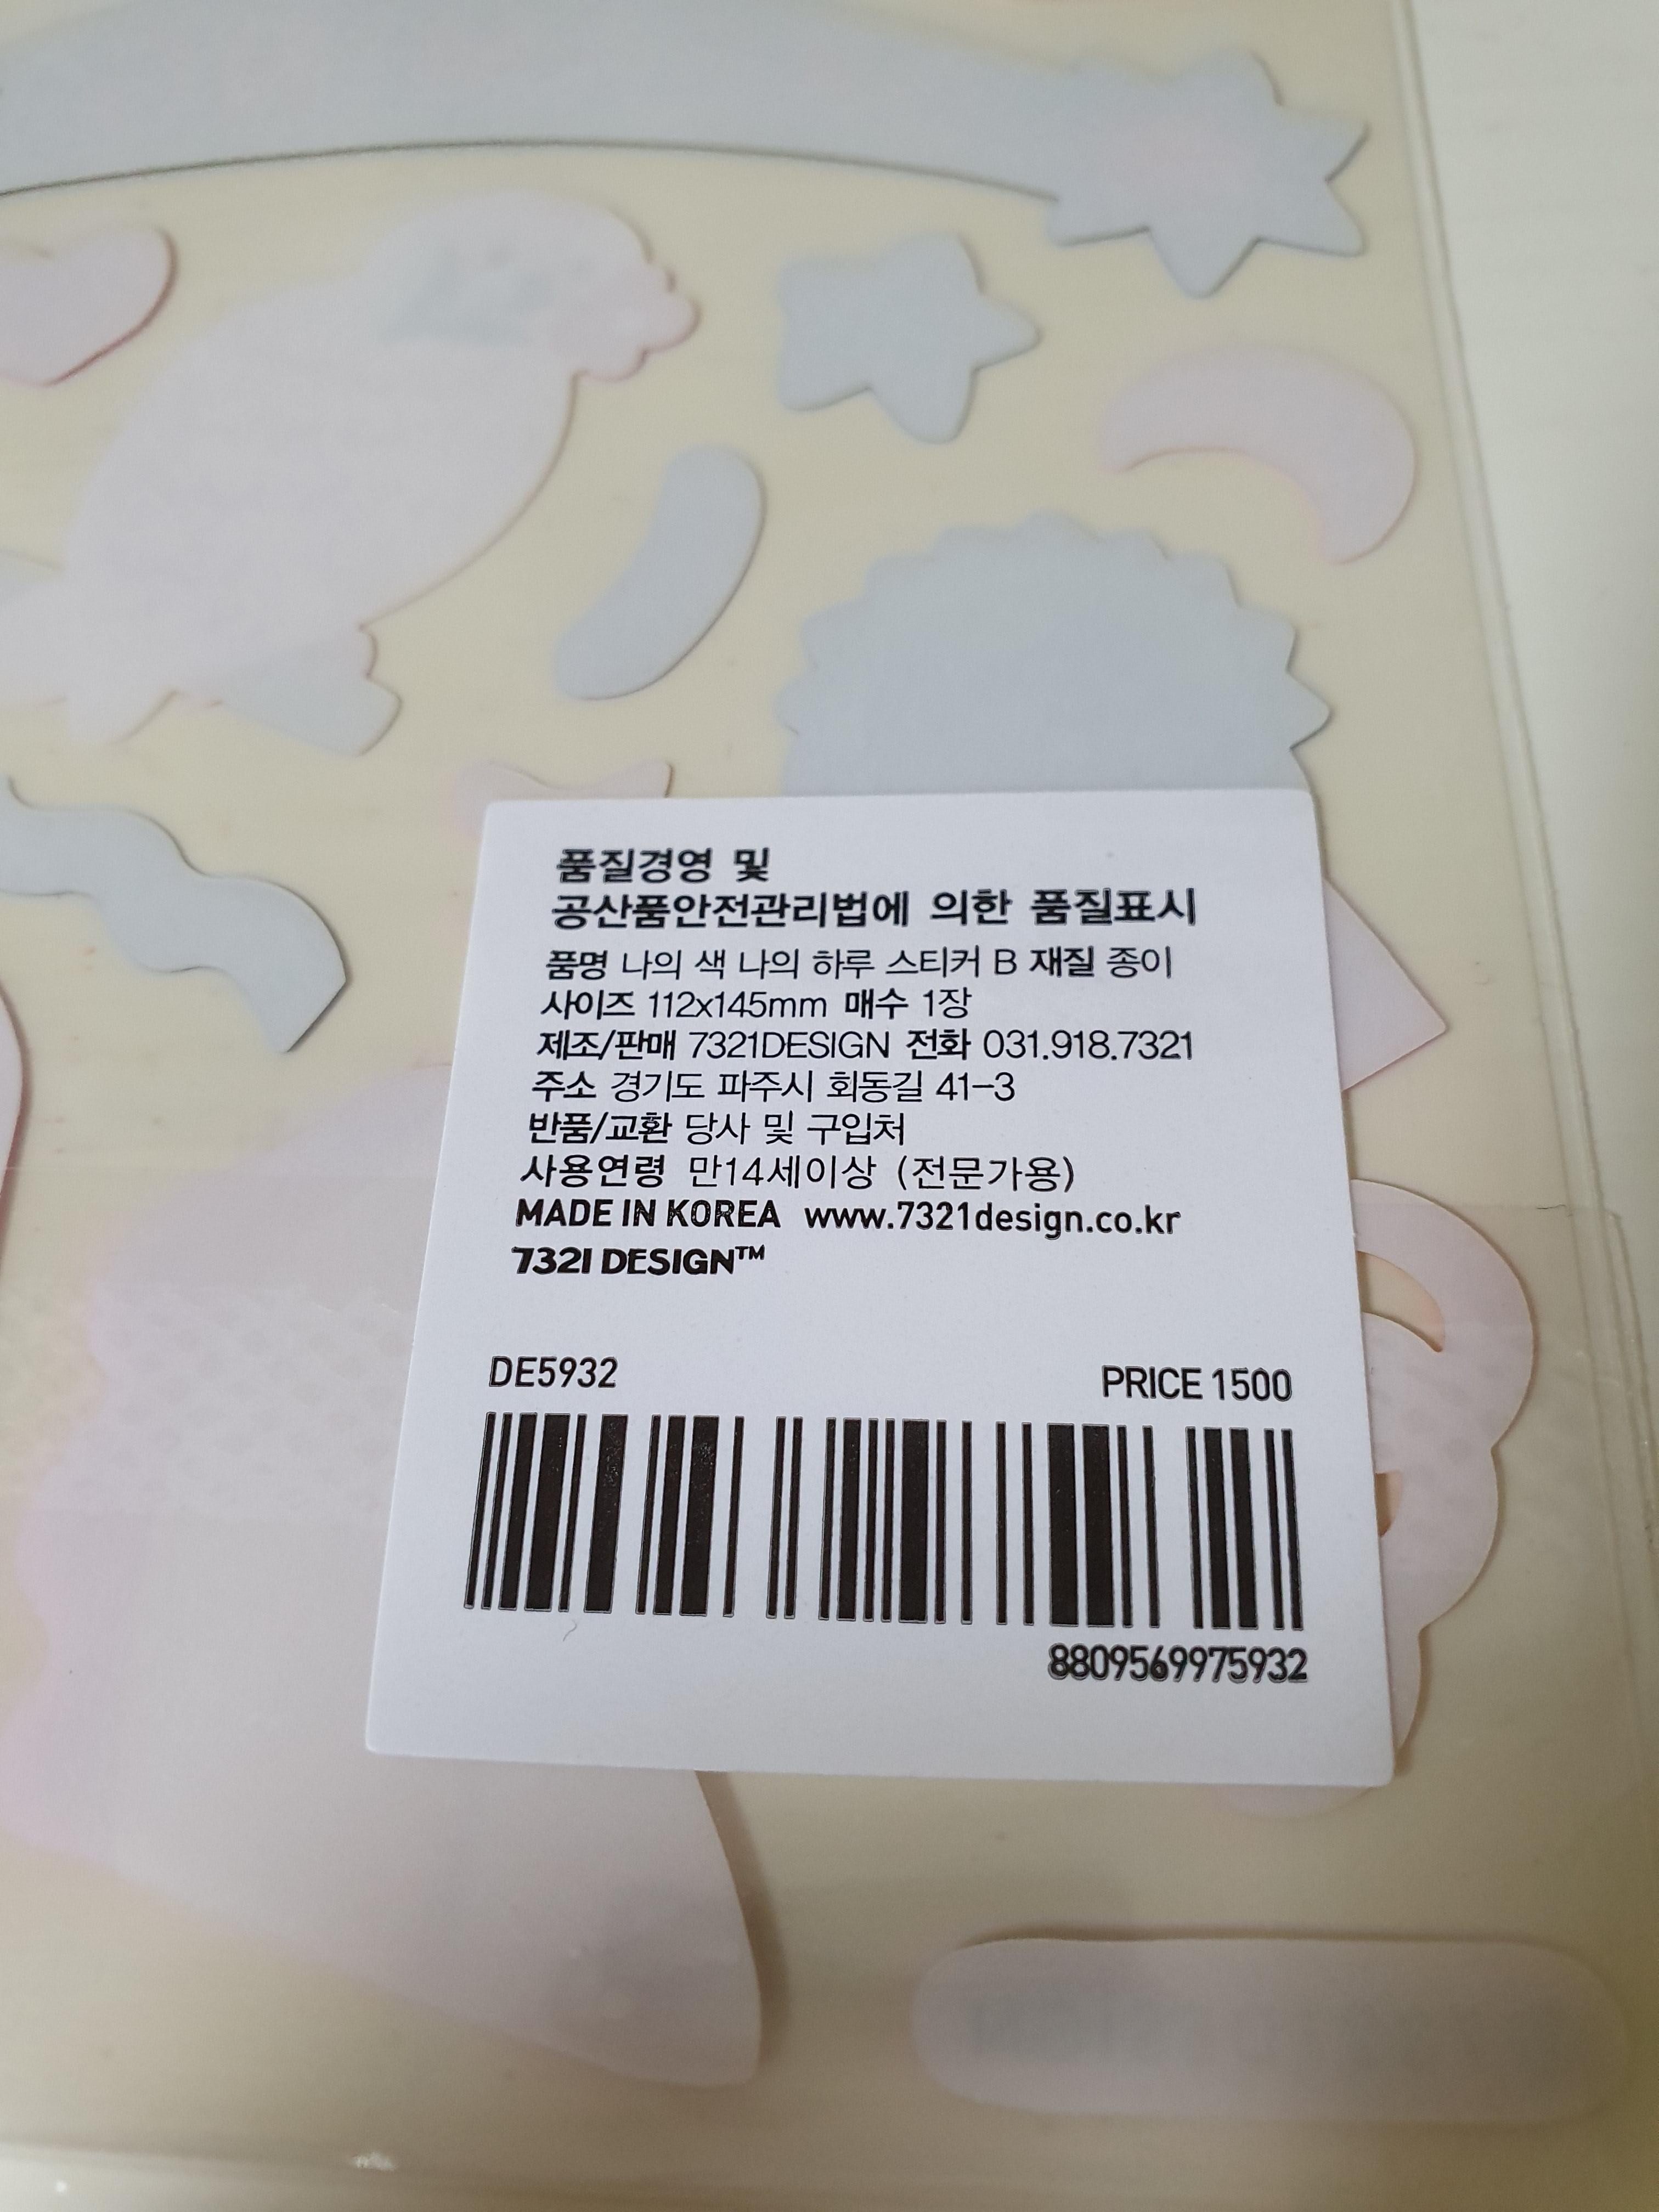 품질경영 및
공산품안전관리법에 의한 품질표시
품명 나의 색 나의 하루 스티커 B 재질 종이
사이즈 112x145mm 매수 1장
제조/판매 7321DESIGN 전화 031.918.7321
주소 경기도 파주시 회동길 41-3
반품/교환 당사 및 구입처
사용연령 만14세이상 (전문가용)
MADE IN KOREA www.7321design.co.kr
7321 DESIGN™
DE5932 PRICE 1500
8809569975932